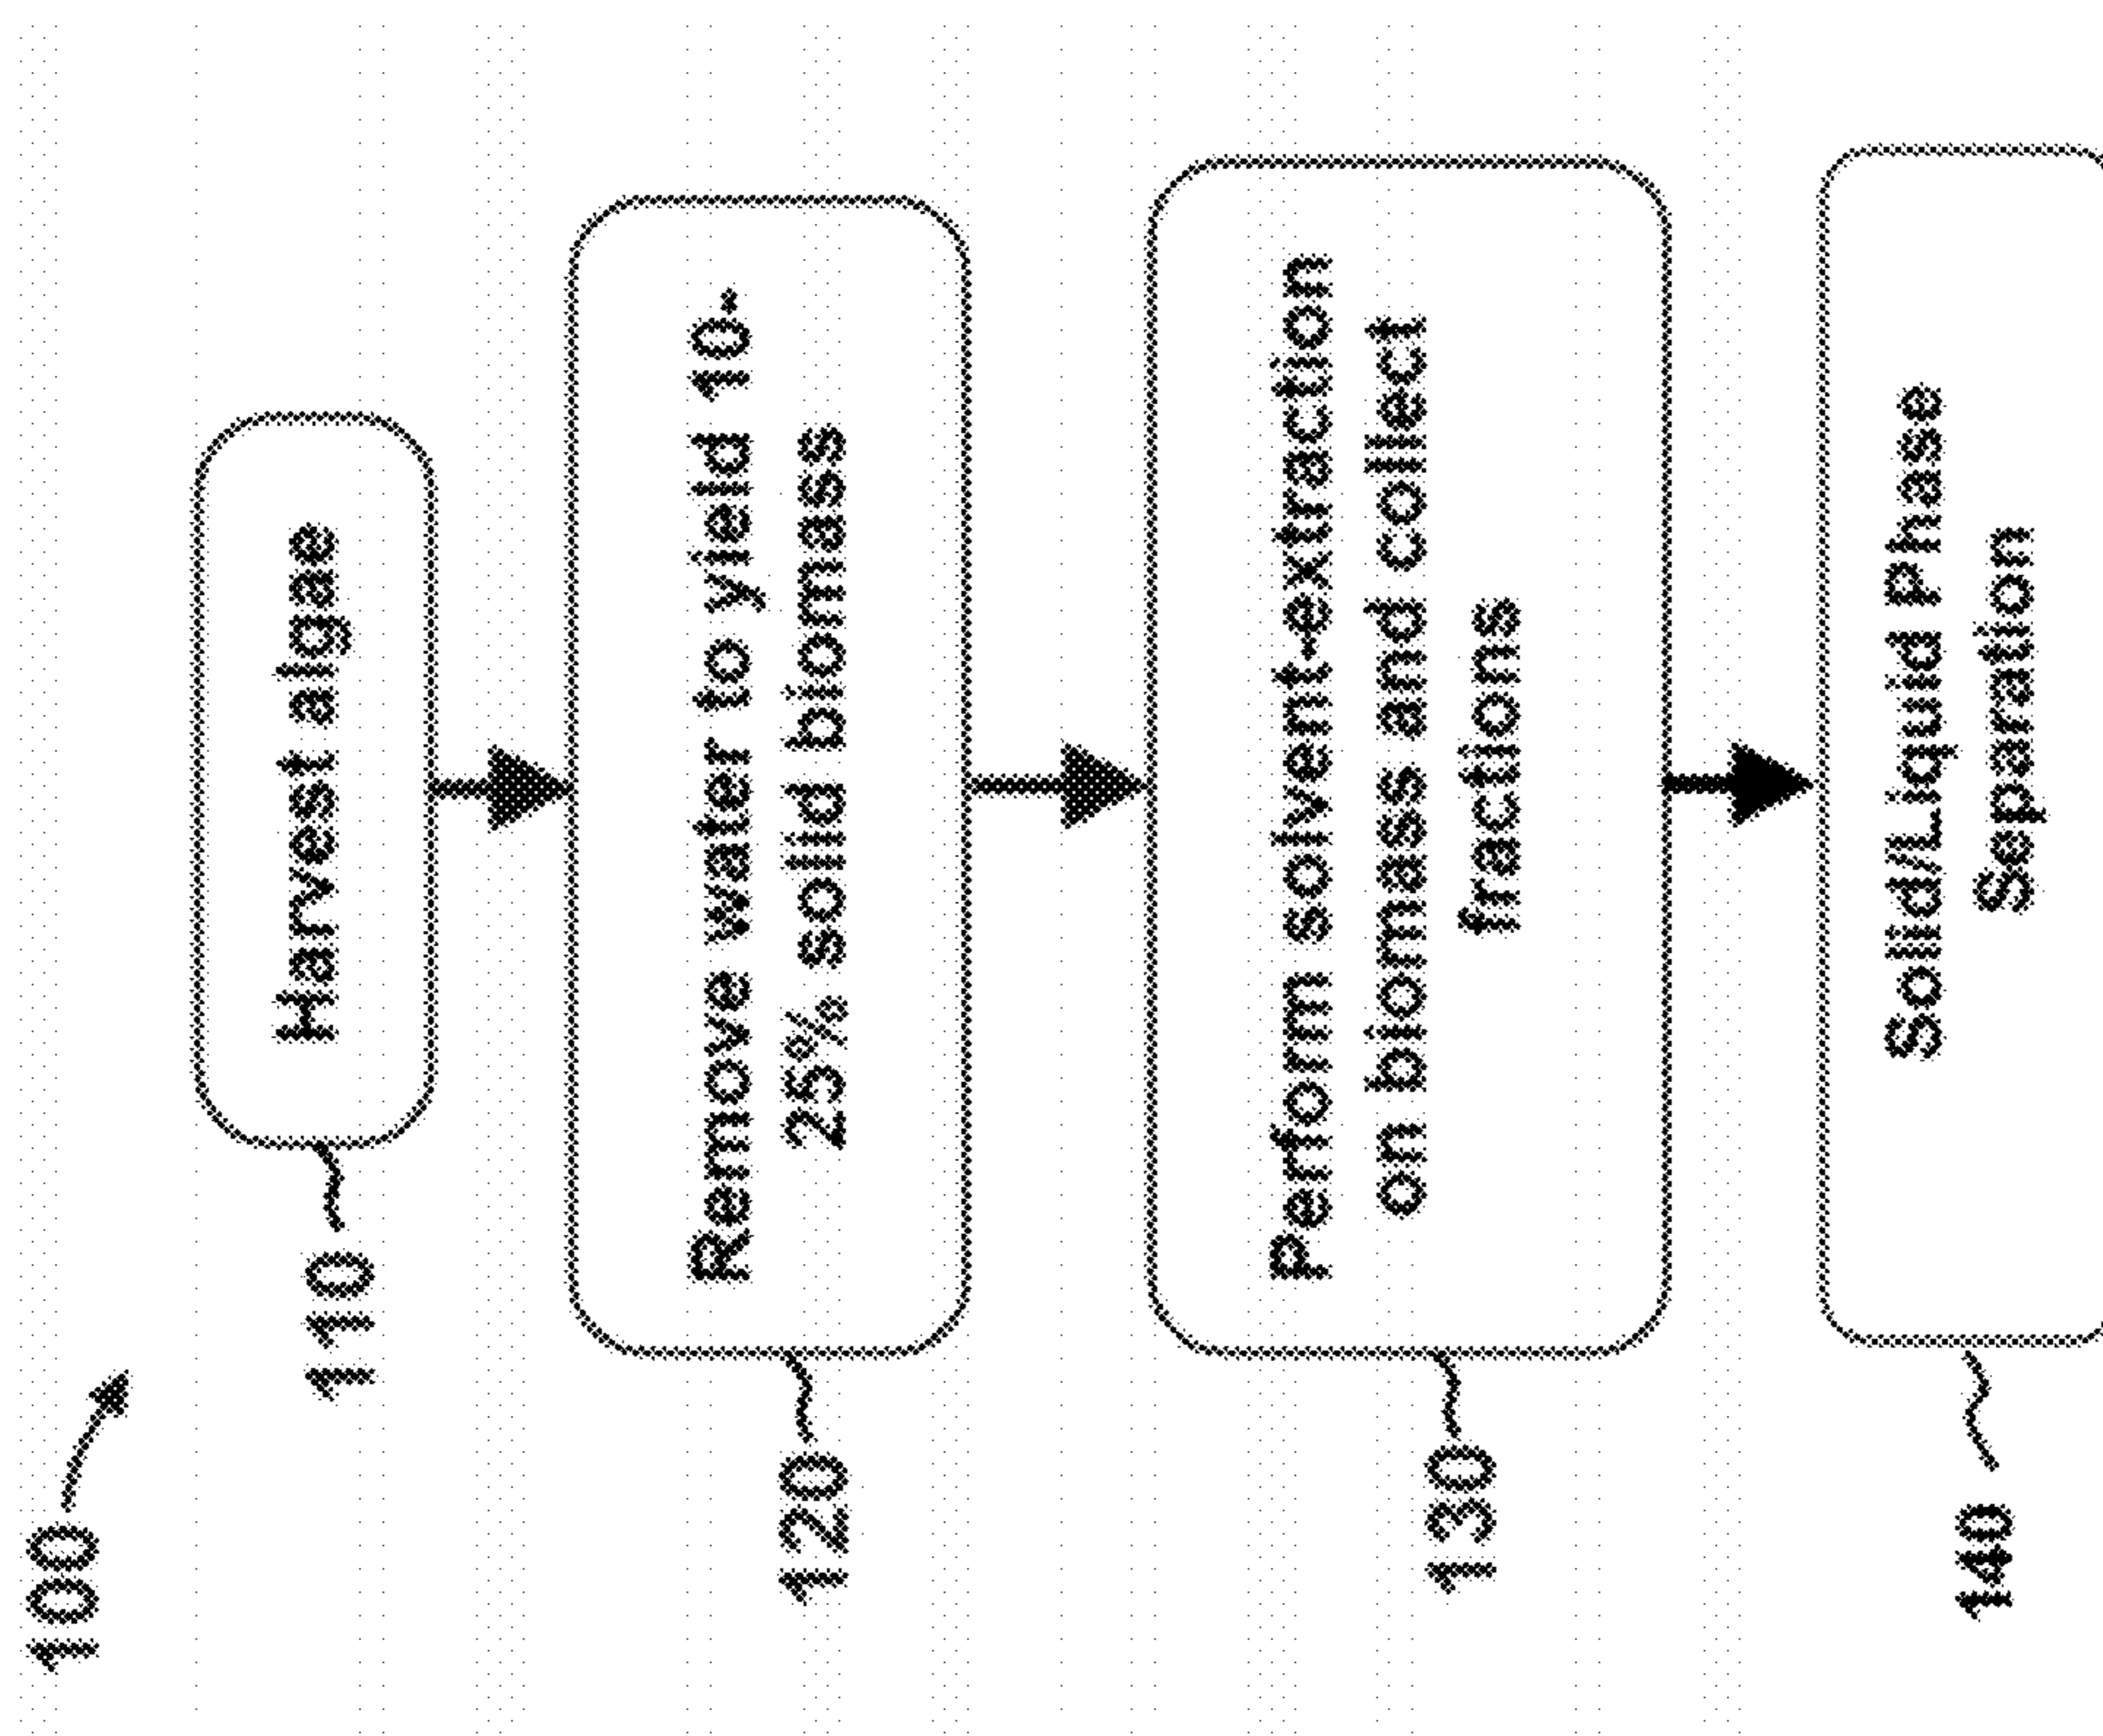 100
110
Harvest algae
120
Remove water to yield 10-
25% solid biomass
130
Perform solvent-extraction
on biomass and collect
fractions
140
Solid/Liquid Phase
Separation